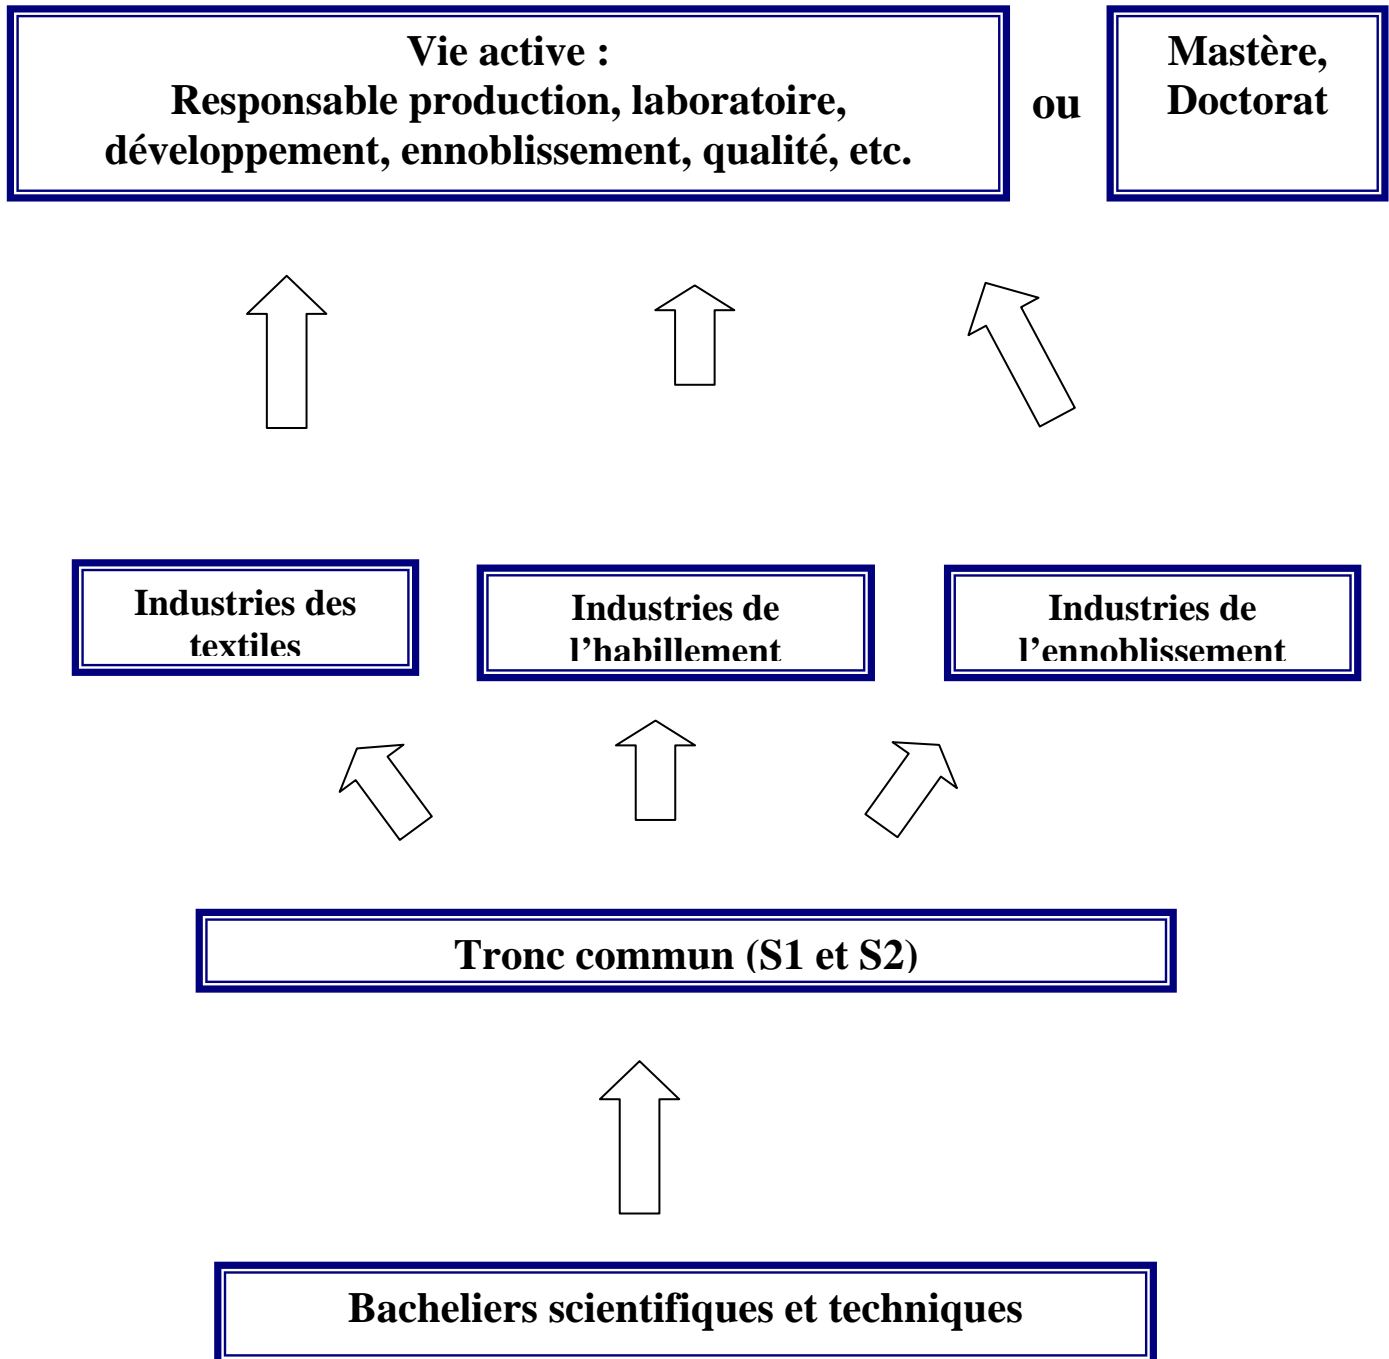 Vie active :
Responsable production, laboratoire,
développement, ennoblissement, qualité, etc.
ou
Mastère,
Doctorat
Industries des
textiles
Industries de
l’habillement
Industries de
l’ennoblissement
Tronc commun (S1 et S2)
Bacheliers scientifiques et techniques